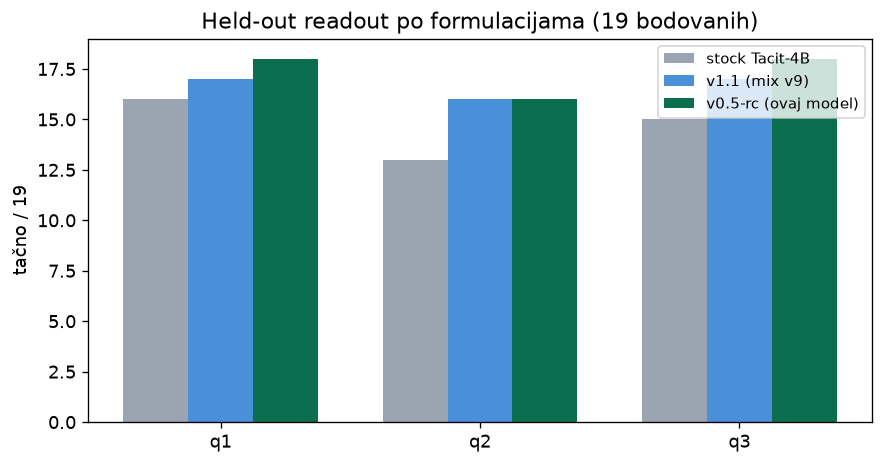 Held-out readout po formulacijama (19 bodovanih)
stock Tacit-4B
v1.1 (mix v9)
v0.5-rc (ovaj model)
tačno / 19
17.5
15.0
12.5
10.0
7.5
5.0
2.5
0.0
q1 q2 q3